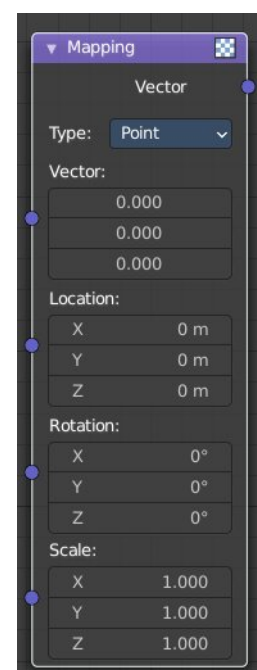 Mapping
Vector
Type: Point
Vector:
0.000
0.000
0.000
Location:
X 0 m
Y 0 m
Z 0 m
Rotation:
X 0°
Y 0°
Z 0°
Scale:
X 1.000
Y 1.000
Z 1.000